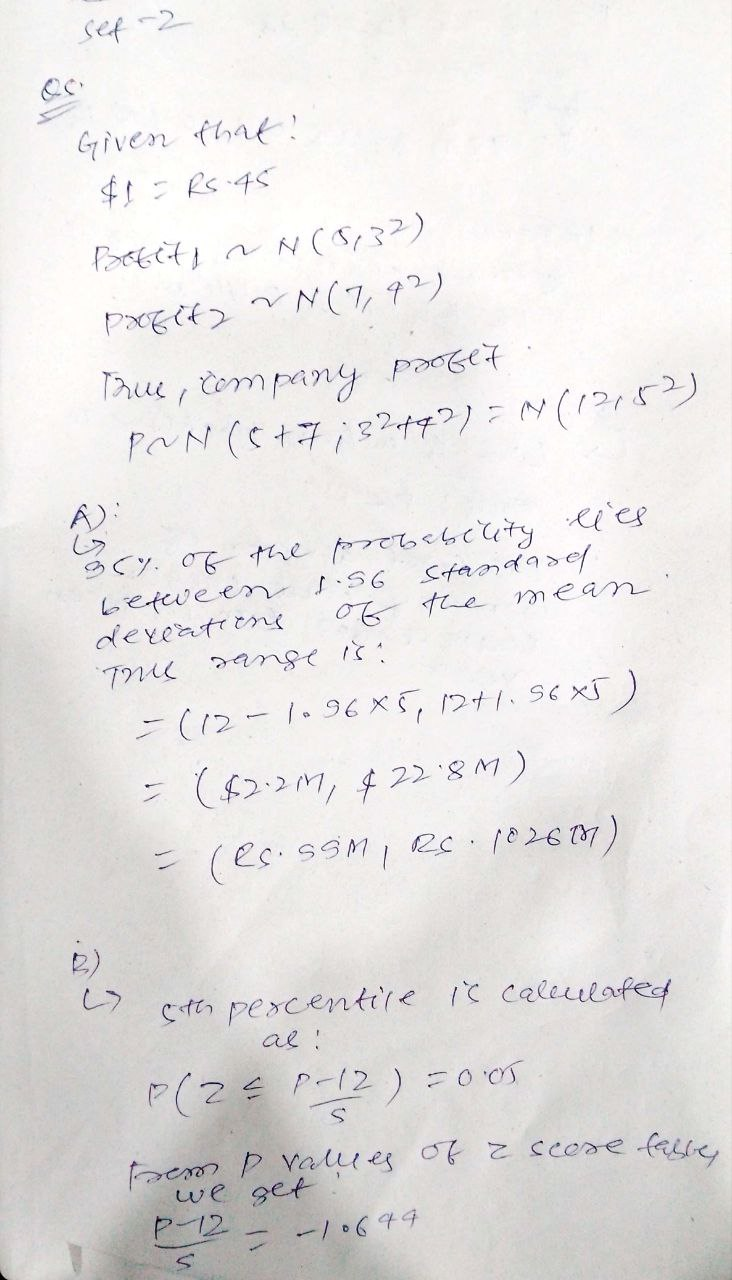 set-2
Q5.
Given that:
$1 = Rs.45
Profit1 ~ N(5,3²)
Profit2 ~ N(7,4²)
Thus, company profit.
P~N(5+7; 3²+4²) = N(12,5²)
A):
↳ 95% of the probability lies
between 1.96 standard
deviations of the mean.
Thus range is:
= (12 - 1.96×5, 12+1.96×5)
= ($2.2M, $22.8M)
= (Rs.99M, Rs.1026M)
B)
↳ 5th percentile is calculated
as:
P(Z ≤ P-12/5) = 0.05
From p values of z score table,
we get
P-12/5 = -1.644